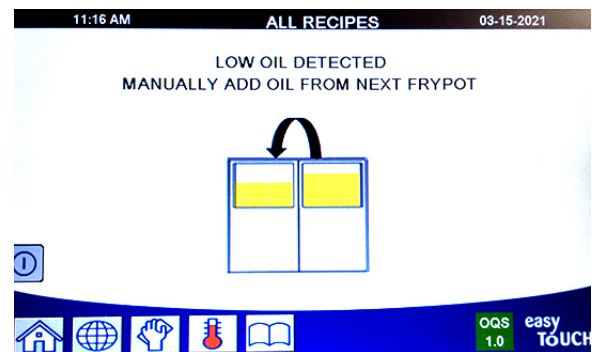 11:16 AM ALL RECIPES 03-15-2021
LOW OIL DETECTED
MANUALLY ADD OIL FROM NEXT FRYPOT
OQS
1.0
easy
ToUCH